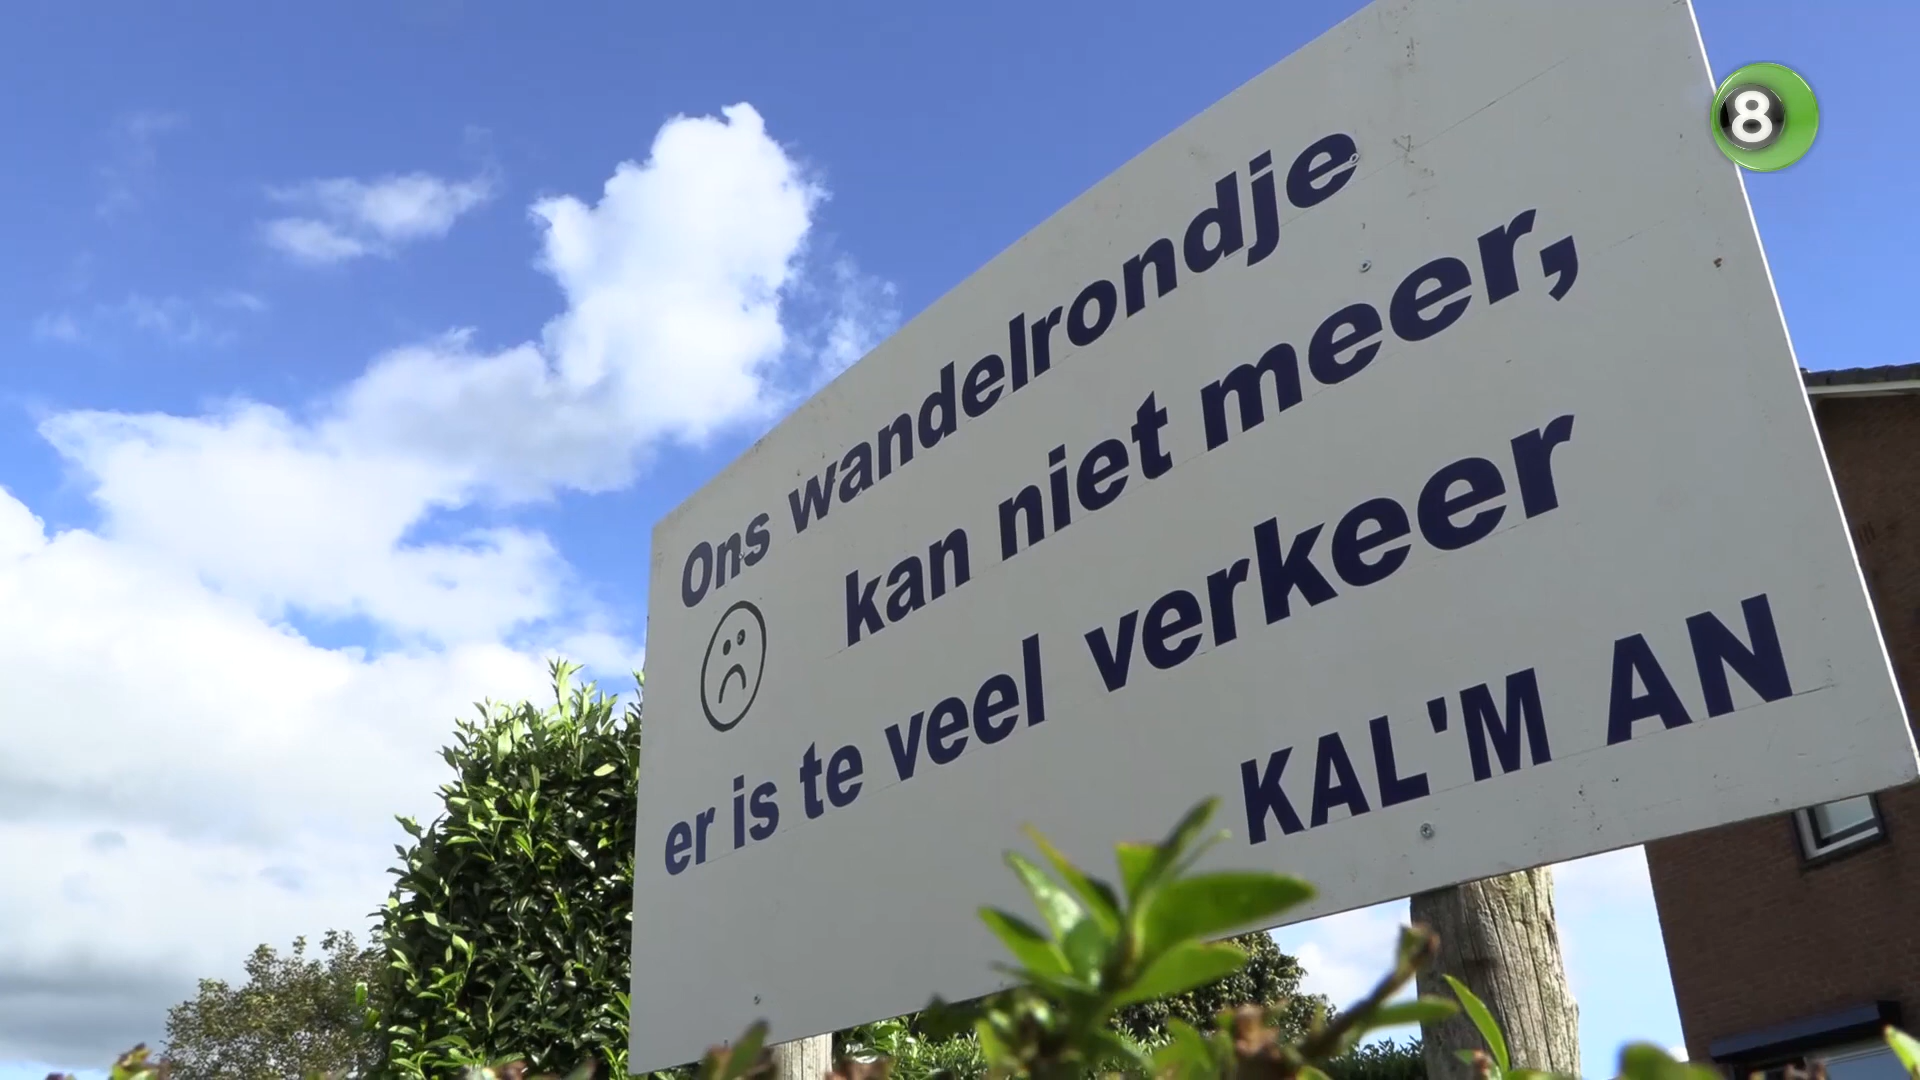 8
Ons wandelrondje
kan niet meer,
er is te veel verkeer
KAL'M AN